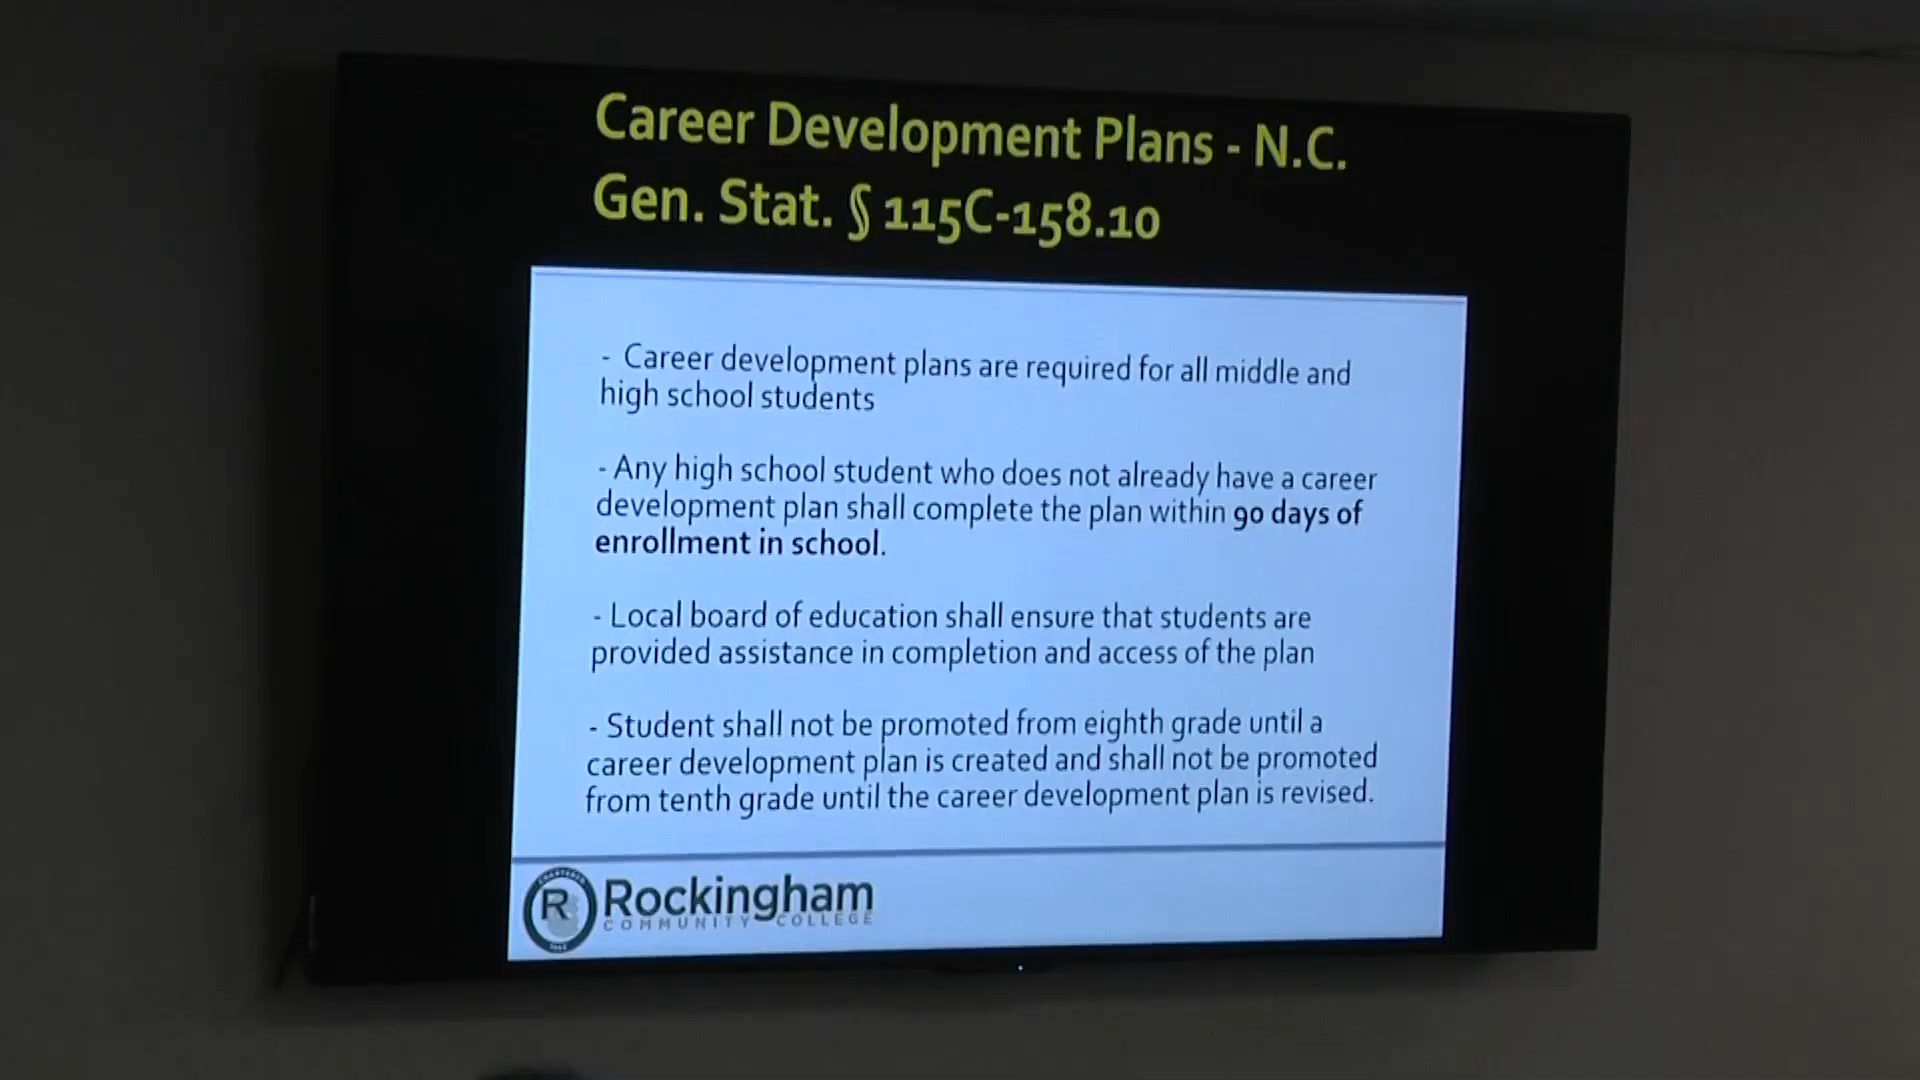 Career Development Plans - N.C.
Gen. Stat. § 115C-158.10
- Career development plans are required for all middle and
high school students
- Any high school student who does not already have a career
development plan shall complete the plan within 90 days of
enrollment in school.
- Local board of education shall ensure that students are
provided assistance in completion and access of the plan
- Student shall not be promoted from eighth grade until a
career development plan is created and shall not be promoted
from tenth grade until the career development plan is revised.
R
Rockingham
COMMUNITY COLLEGE